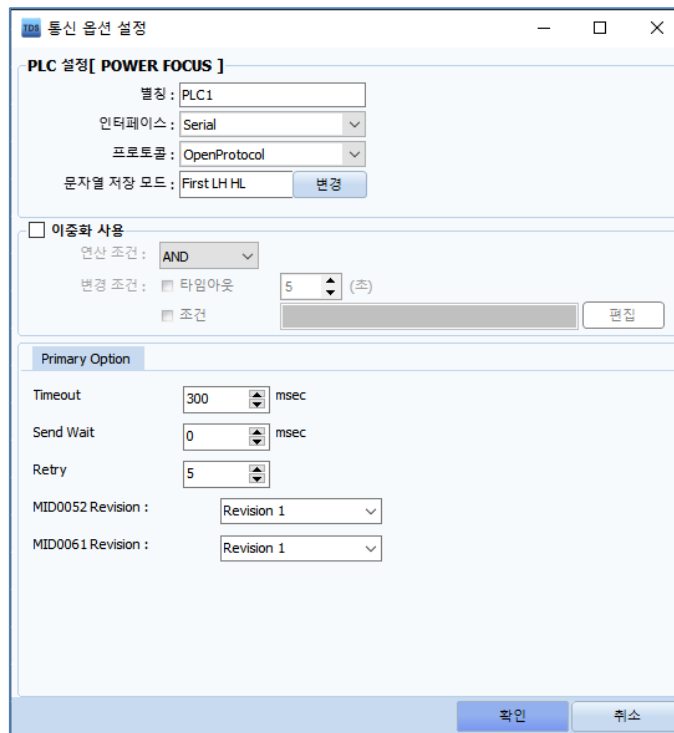 TDS 통신 옵션 설정
PLC 설정[ POWER FOCUS ]
별칭 : PLC1
인터페이스 : Serial
프로토콜 : OpenProtocol
문자열 저장 모드 : First LH HL 변경
이중화 사용
연산 조건 : AND
변경 조건 : 타임아웃 5 (초)
조건 편집
Primary Option
Timeout 300 msec
Send Wait 0 msec
Retry 5
MID0052 Revision : Revision 1
MID0061 Revision : Revision 1
확인 취소